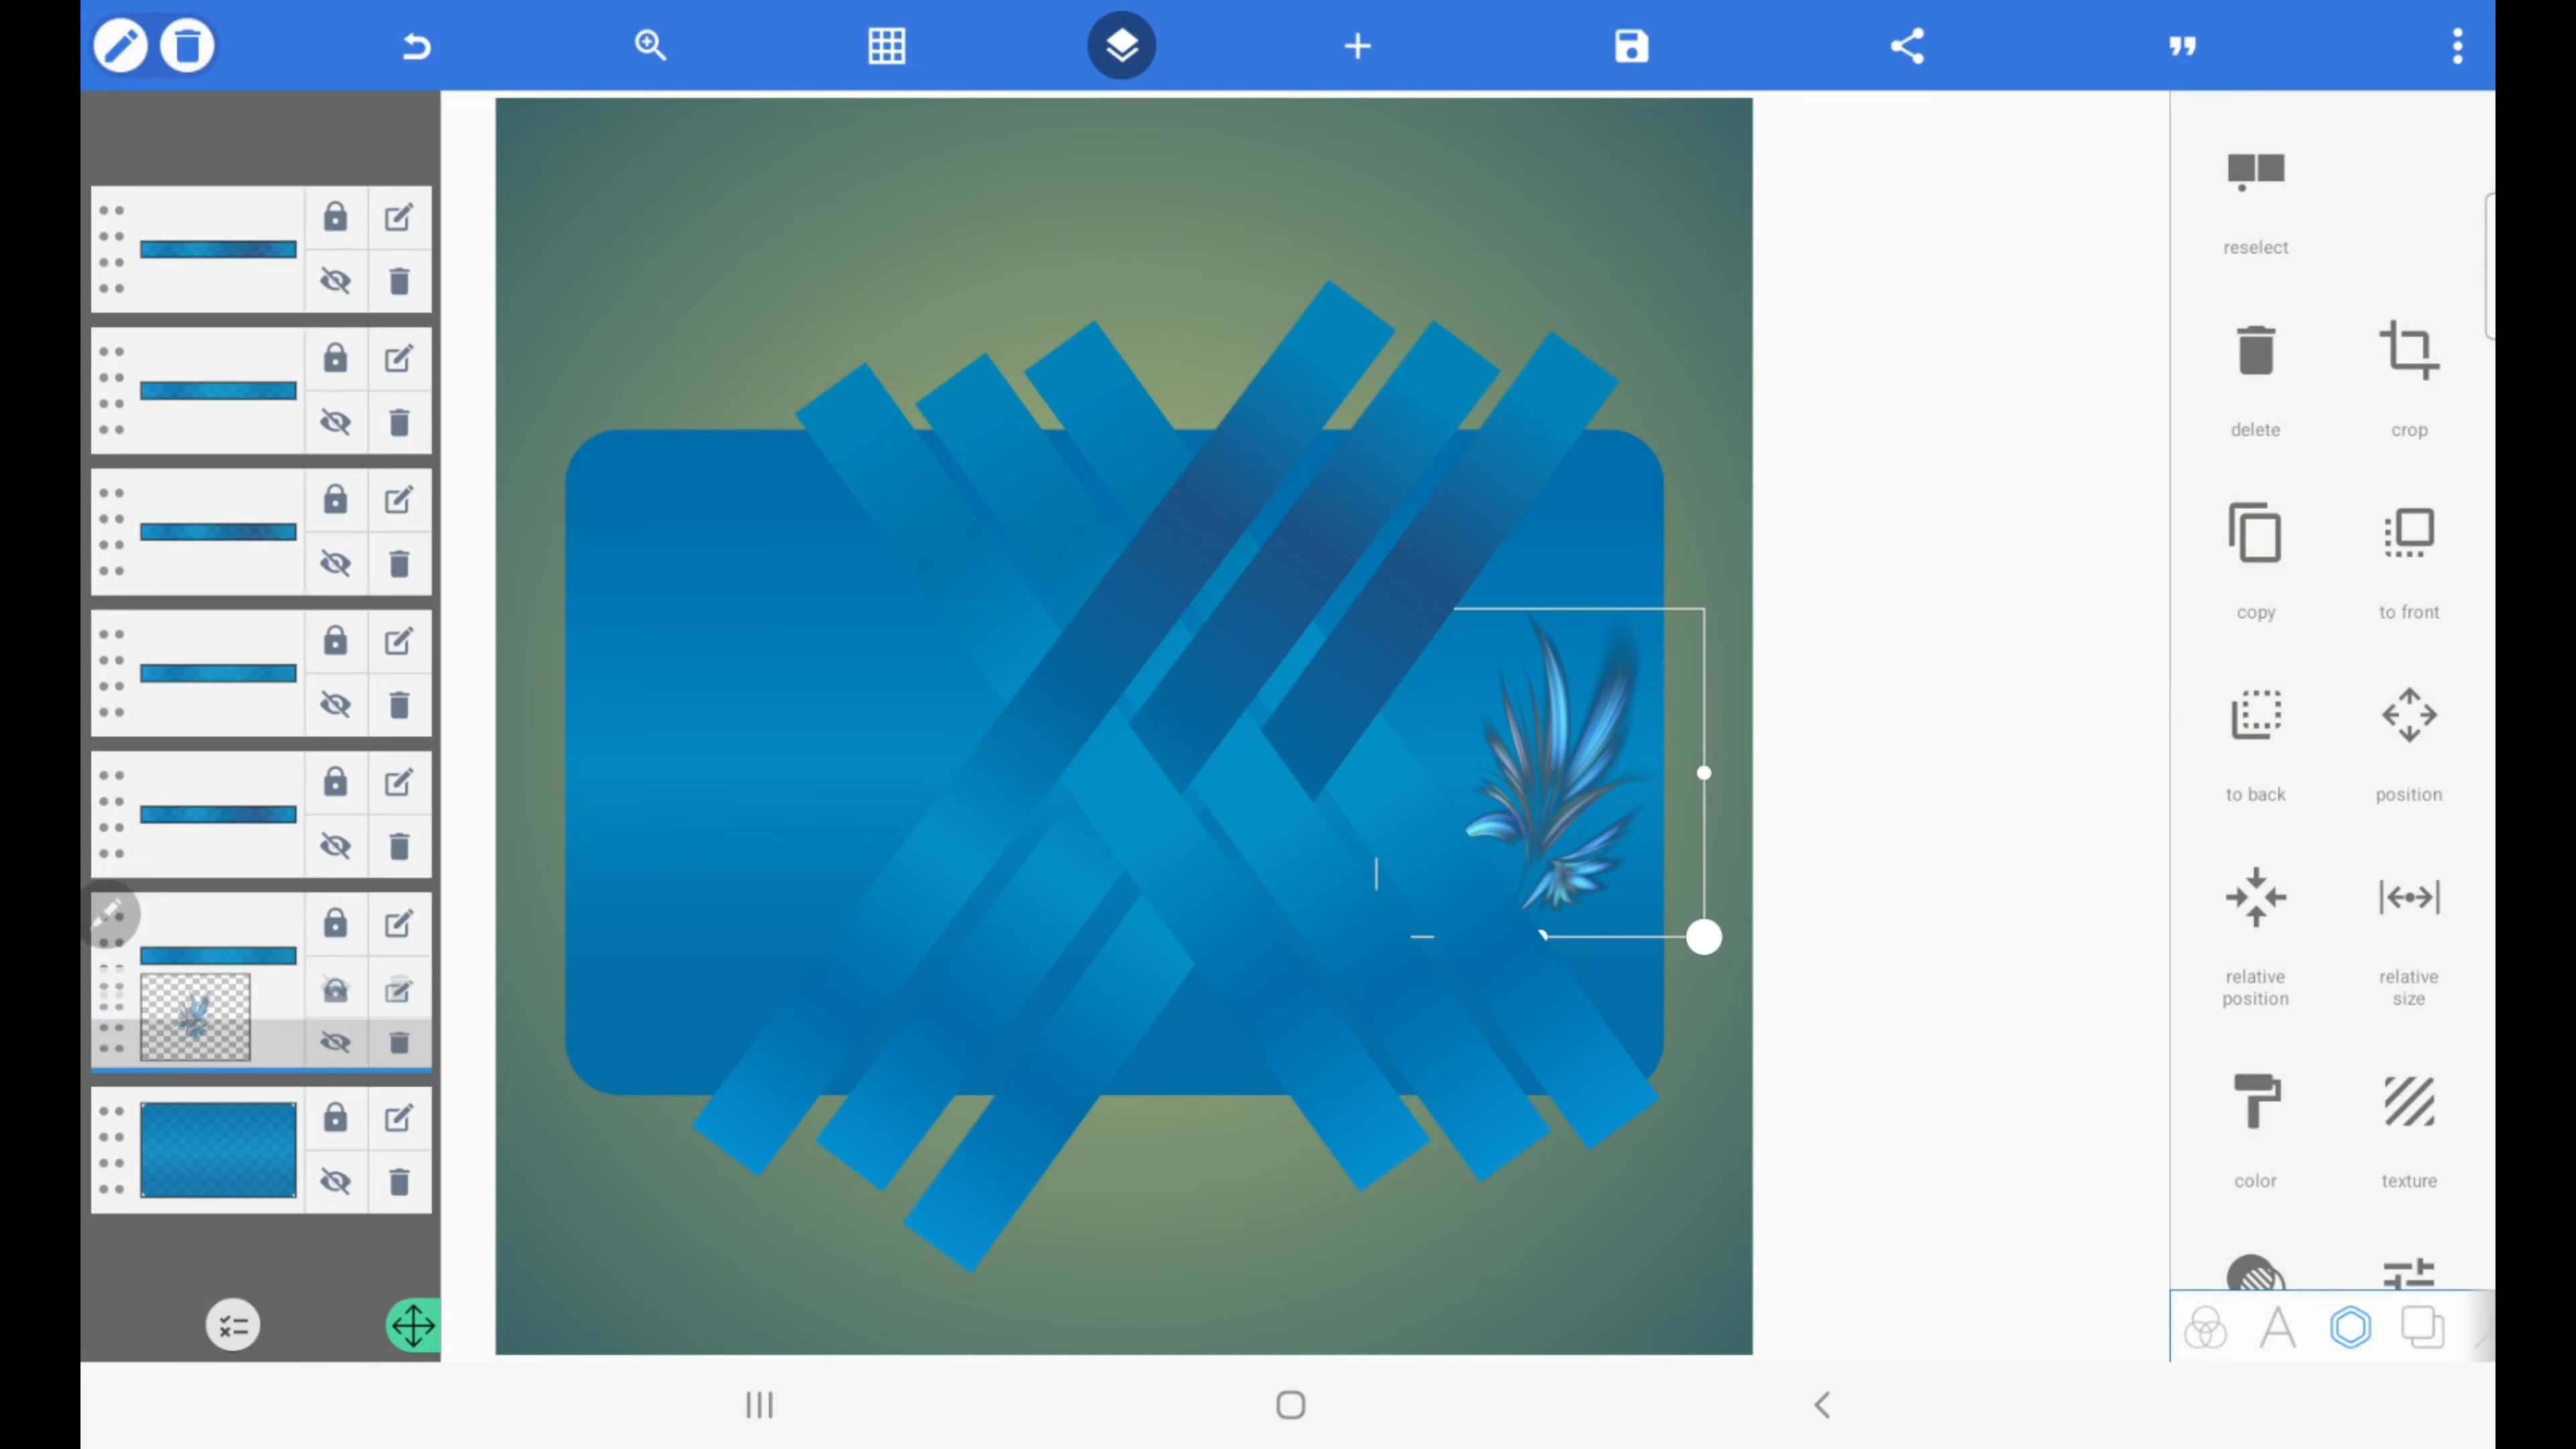 reselect
delete
crop
copy
to front
to back
position
relative
position
relative
size
color
texture